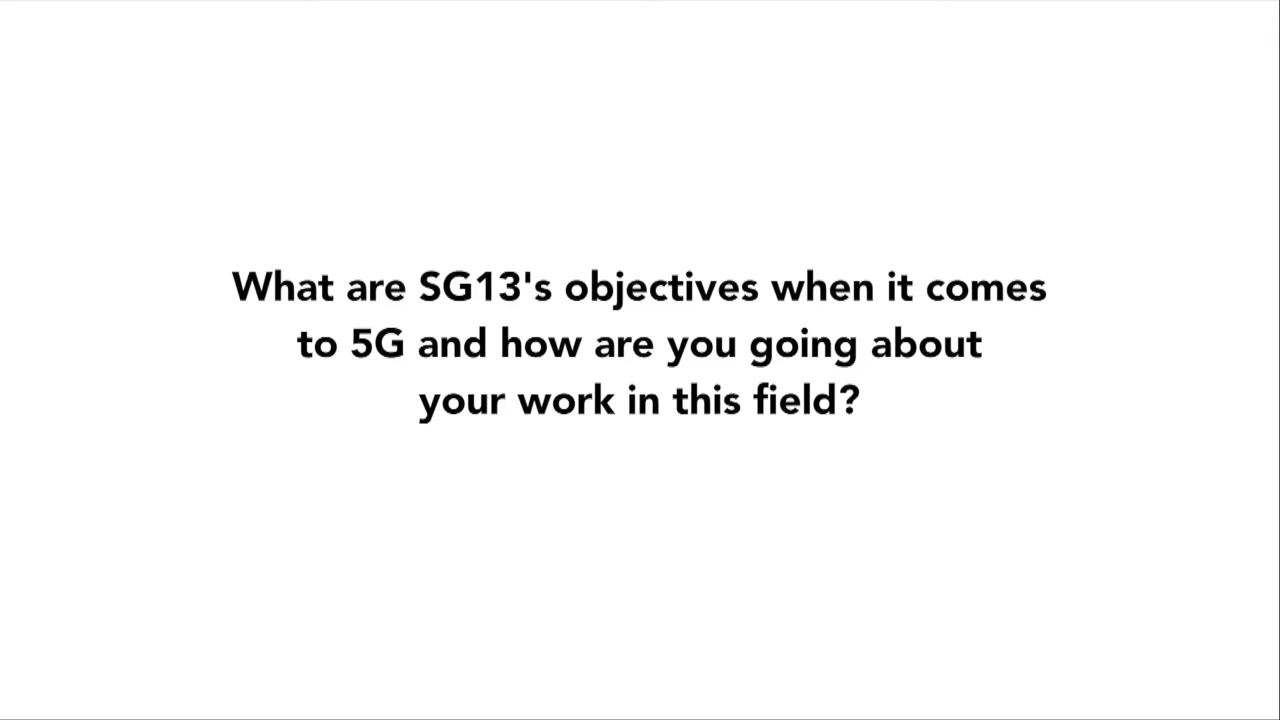 What are SG13's objectives when it comes
to 5G and how are you going about
your work in this field?